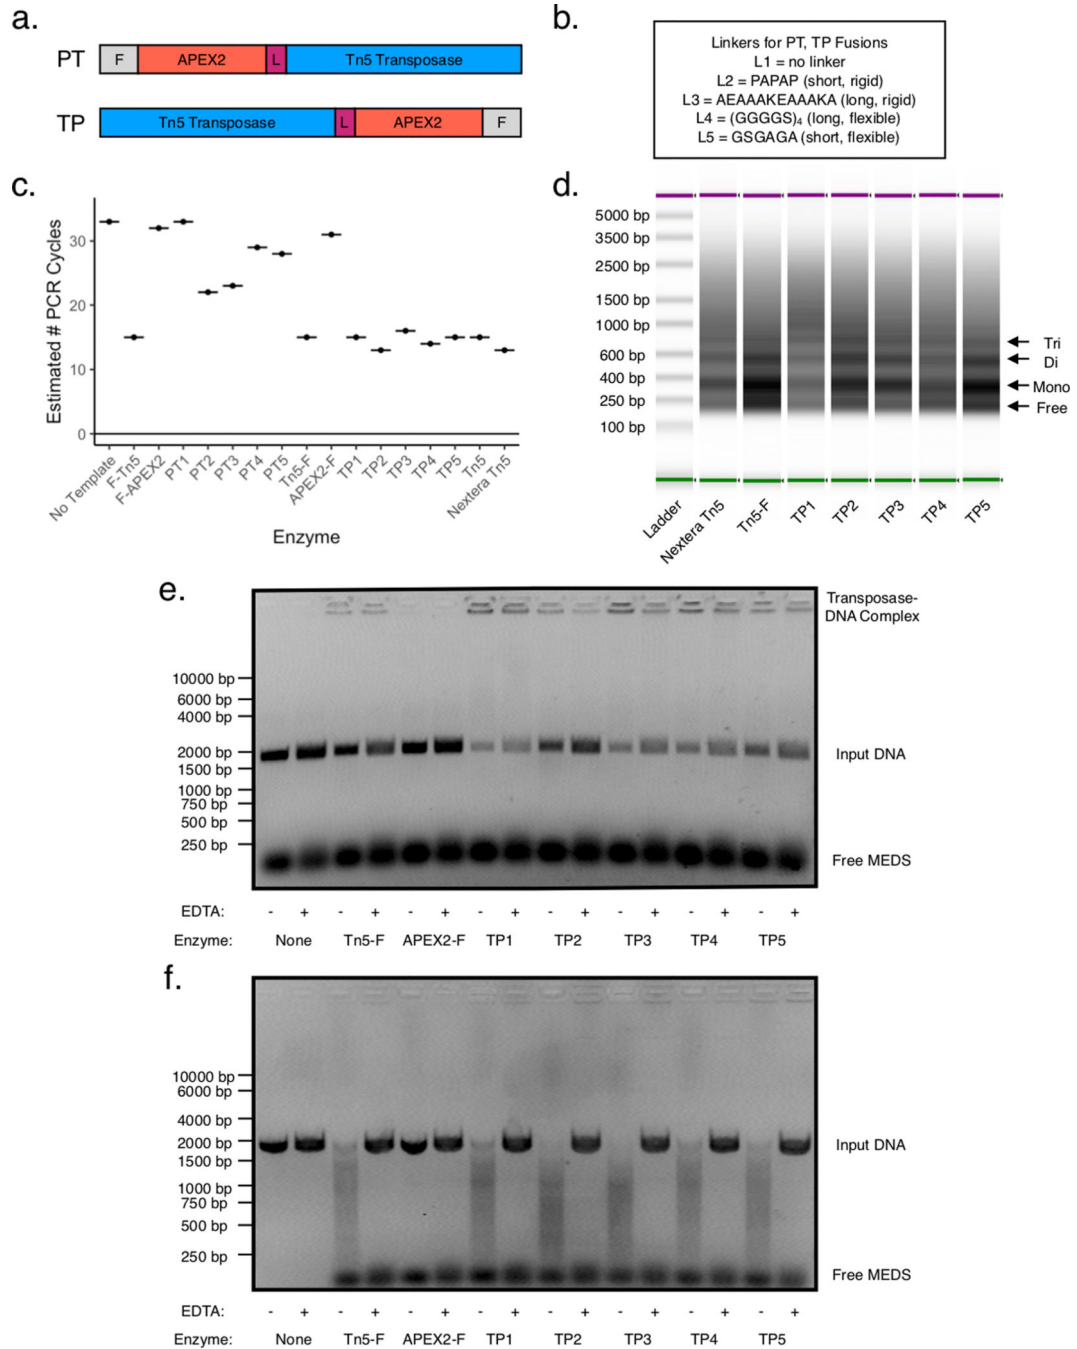 a.
PT
F
APEX2
L
Tn5 Transposase
TP
Tn5 Transposase
L
APEX2
F
b.
Linkers for PT, TP Fusions
L1 = no linker
L2 = PAPAP (short, rigid)
L3 = AEAAAKEAAAKA (long, rigid)
L4 = (GGGGS)₄ (long, flexible)
L5 = GSGAGA (short, flexible)
c.
Estimated # PCR Cycles
30
20
10
0
No Template
F-Tn5
F-APEX2
PT1
PT2
PT3
PT4
PT5
Tn5-F
APEX2-F
TP1
TP2
TP3
TP4
TP5
Tn5
Nextera Tn5
Enzyme
d.
5000 bp
3500 bp
2500 bp
1500 bp
1000 bp
600 bp
400 bp
250 bp
100 bp
Tri
Di
Mono
Free
Ladder
Nextera Tn5
Tn5-F
TP1
TP2
TP3
TP4
TP5
e.
Transposase-
DNA Complex
10000 bp
6000 bp
4000 bp
2000 bp
1500 bp
1000 bp
750 bp
500 bp
250 bp
Input DNA
Free MEDS
EDTA: - + - + - + - + - + - + - + - +
Enzyme: None Tn5-F APEX2-F TP1 TP2 TP3 TP4 TP5
f.
10000 bp
6000 bp
4000 bp
2000 bp
1500 bp
1000 bp
750 bp
500 bp
250 bp
Input DNA
Free MEDS
EDTA: - + - + - + - + - + - + - + - +
Enzyme: None Tn5-F APEX2-F TP1 TP2 TP3 TP4 TP5